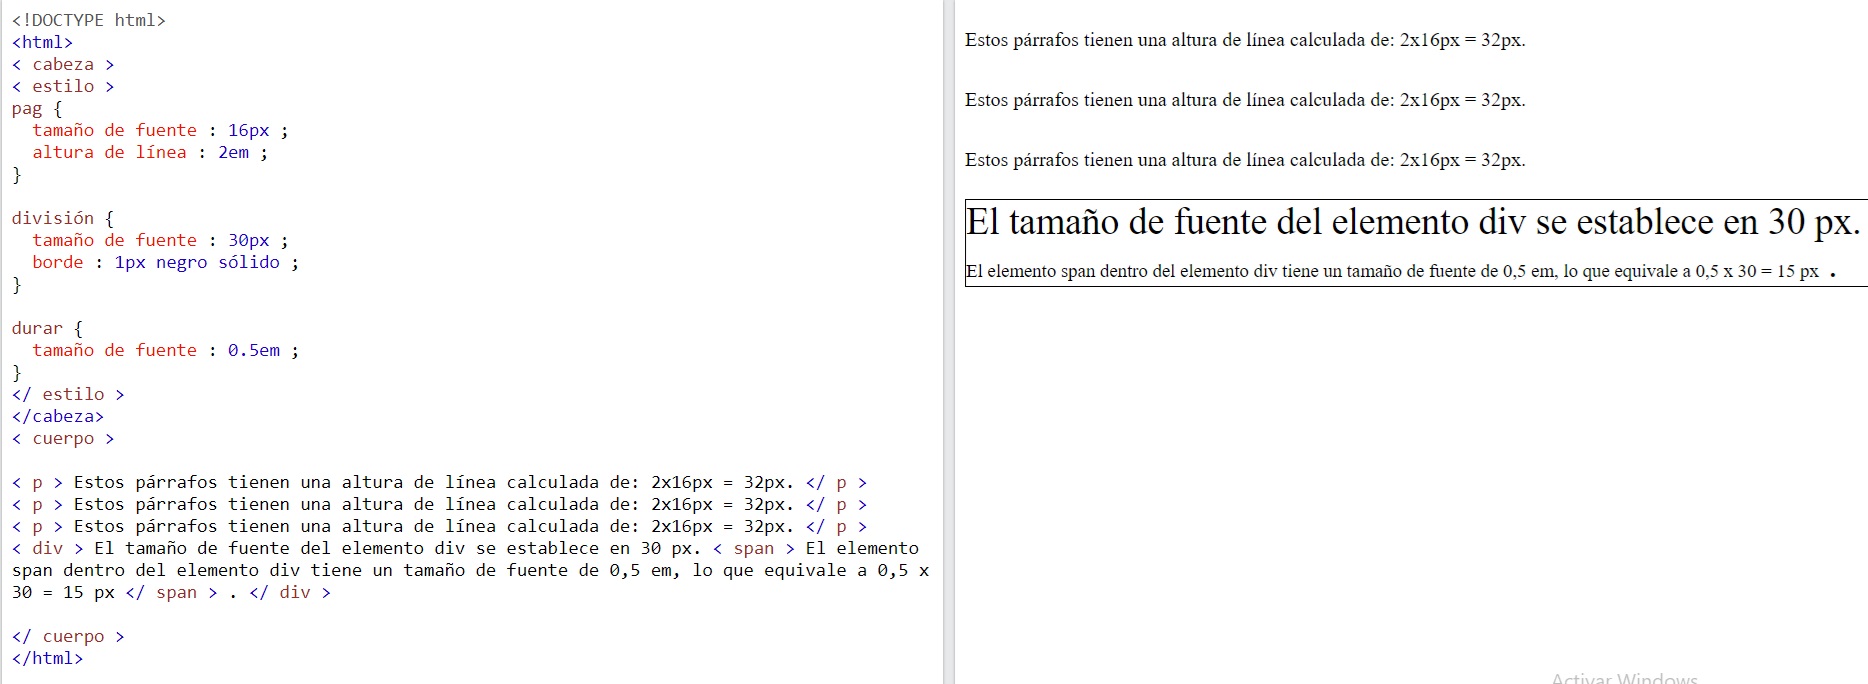 <!DOCTYPE html>
<html>
< cabeza >
< estilo >
pag {
tamaño de fuente : 16px ;
altura de línea : 2em ;
}
división {
tamaño de fuente : 30px ;
borde : 1px negro sólido ;
}
durar {
tamaño de fuente : 0.5em ;
}
</ estilo >
</cabeza>
< cuerpo >
< p > Estos párrafos tienen una altura de línea calculada de: 2x16px = 32px. </ p >
< p > Estos párrafos tienen una altura de línea calculada de: 2x16px = 32px. </ p >
< p > Estos párrafos tienen una altura de línea calculada de: 2x16px = 32px. </ p >
< div > El tamaño de fuente del elemento div se establece en 30 px. < span > El elemento
span dentro del elemento div tiene un tamaño de fuente de 0,5 em, lo que equivale a 0,5 x
30 = 15 px </ span > . </ div >
</ cuerpo >
</html>
Estos párrafos tienen una altura de línea calculada de: 2x16px = 32px.
Estos párrafos tienen una altura de línea calculada de: 2x16px = 32px.
Estos párrafos tienen una altura de línea calculada de: 2x16px = 32px.
El tamaño de fuente del elemento div se establece en 30 px.
El elemento span dentro del elemento div tiene un tamaño de fuente de 0,5 em, lo que equivale a 0,5 x 30 = 15 px .
Activar Windows